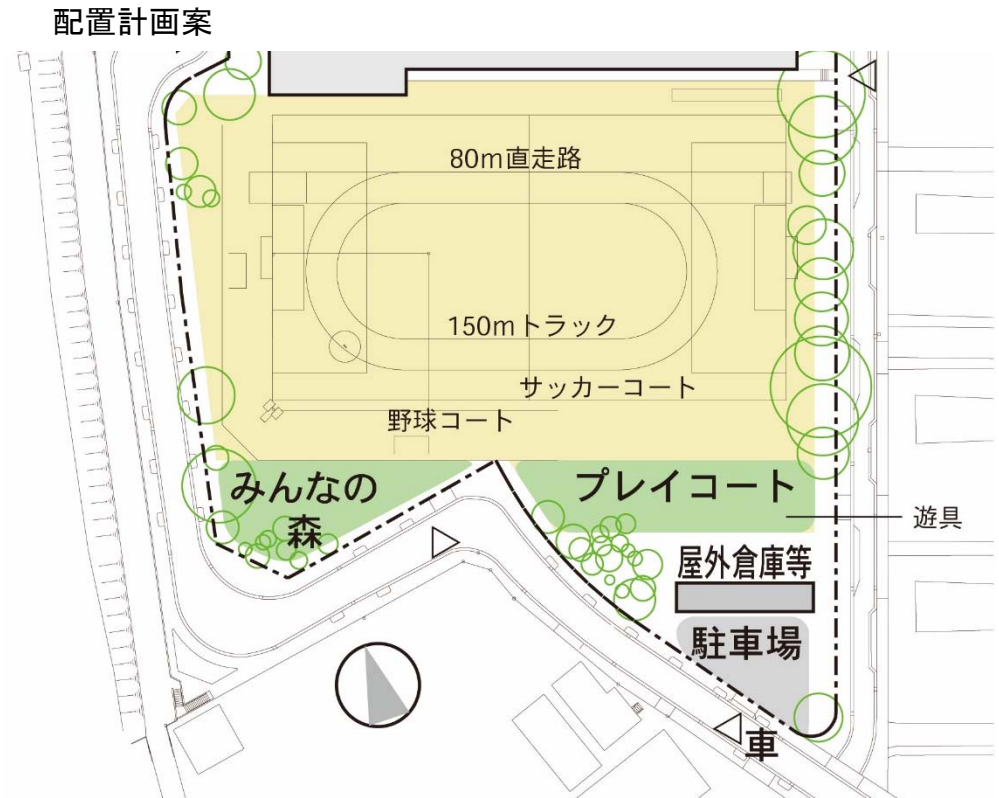 配置計画案
80m直走路
150mトラック
サッカーコート
野球コート
みんなの
森
プレイコート
遊具
屋外倉庫等
駐車場
車